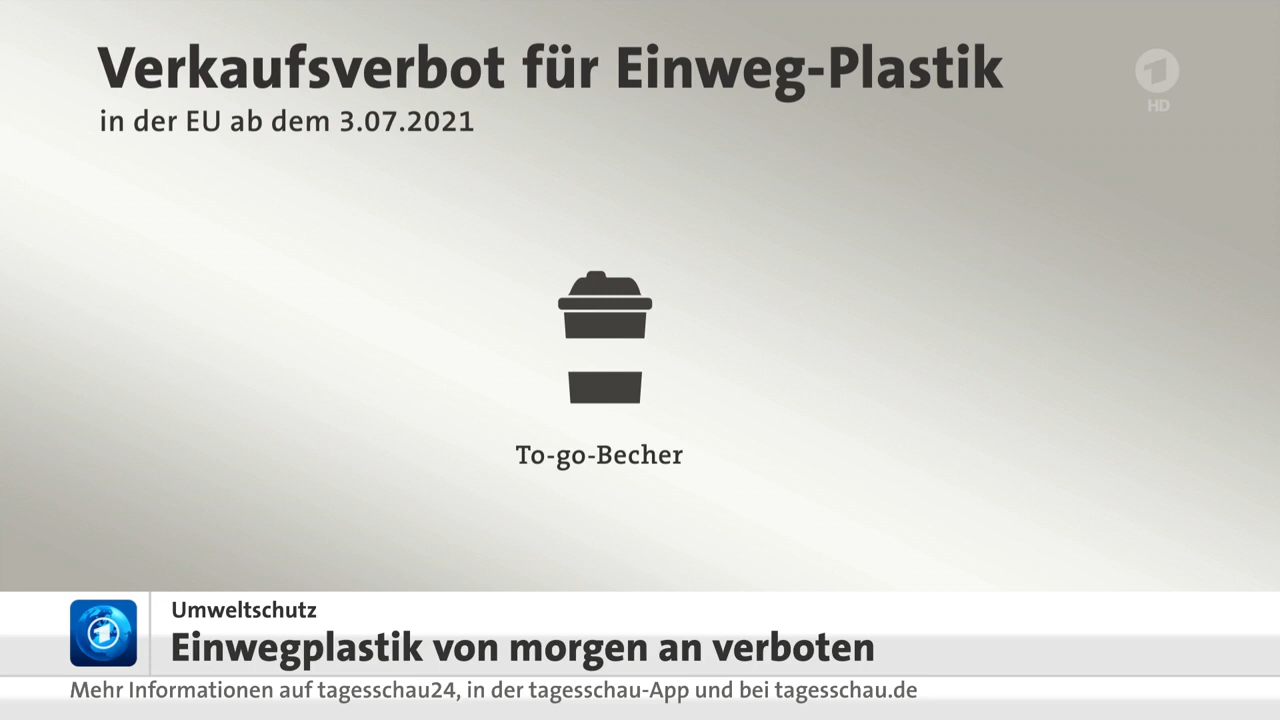 Verkaufsverbot für Einweg-Plastik
in der EU ab dem 3.07.2021
HD
To-go-Becher
Umweltschutz
Einwegplastik von morgen an verboten
Mehr Informationen auf tagesschau24, in der tagesschau-App und bei tagesschau.de